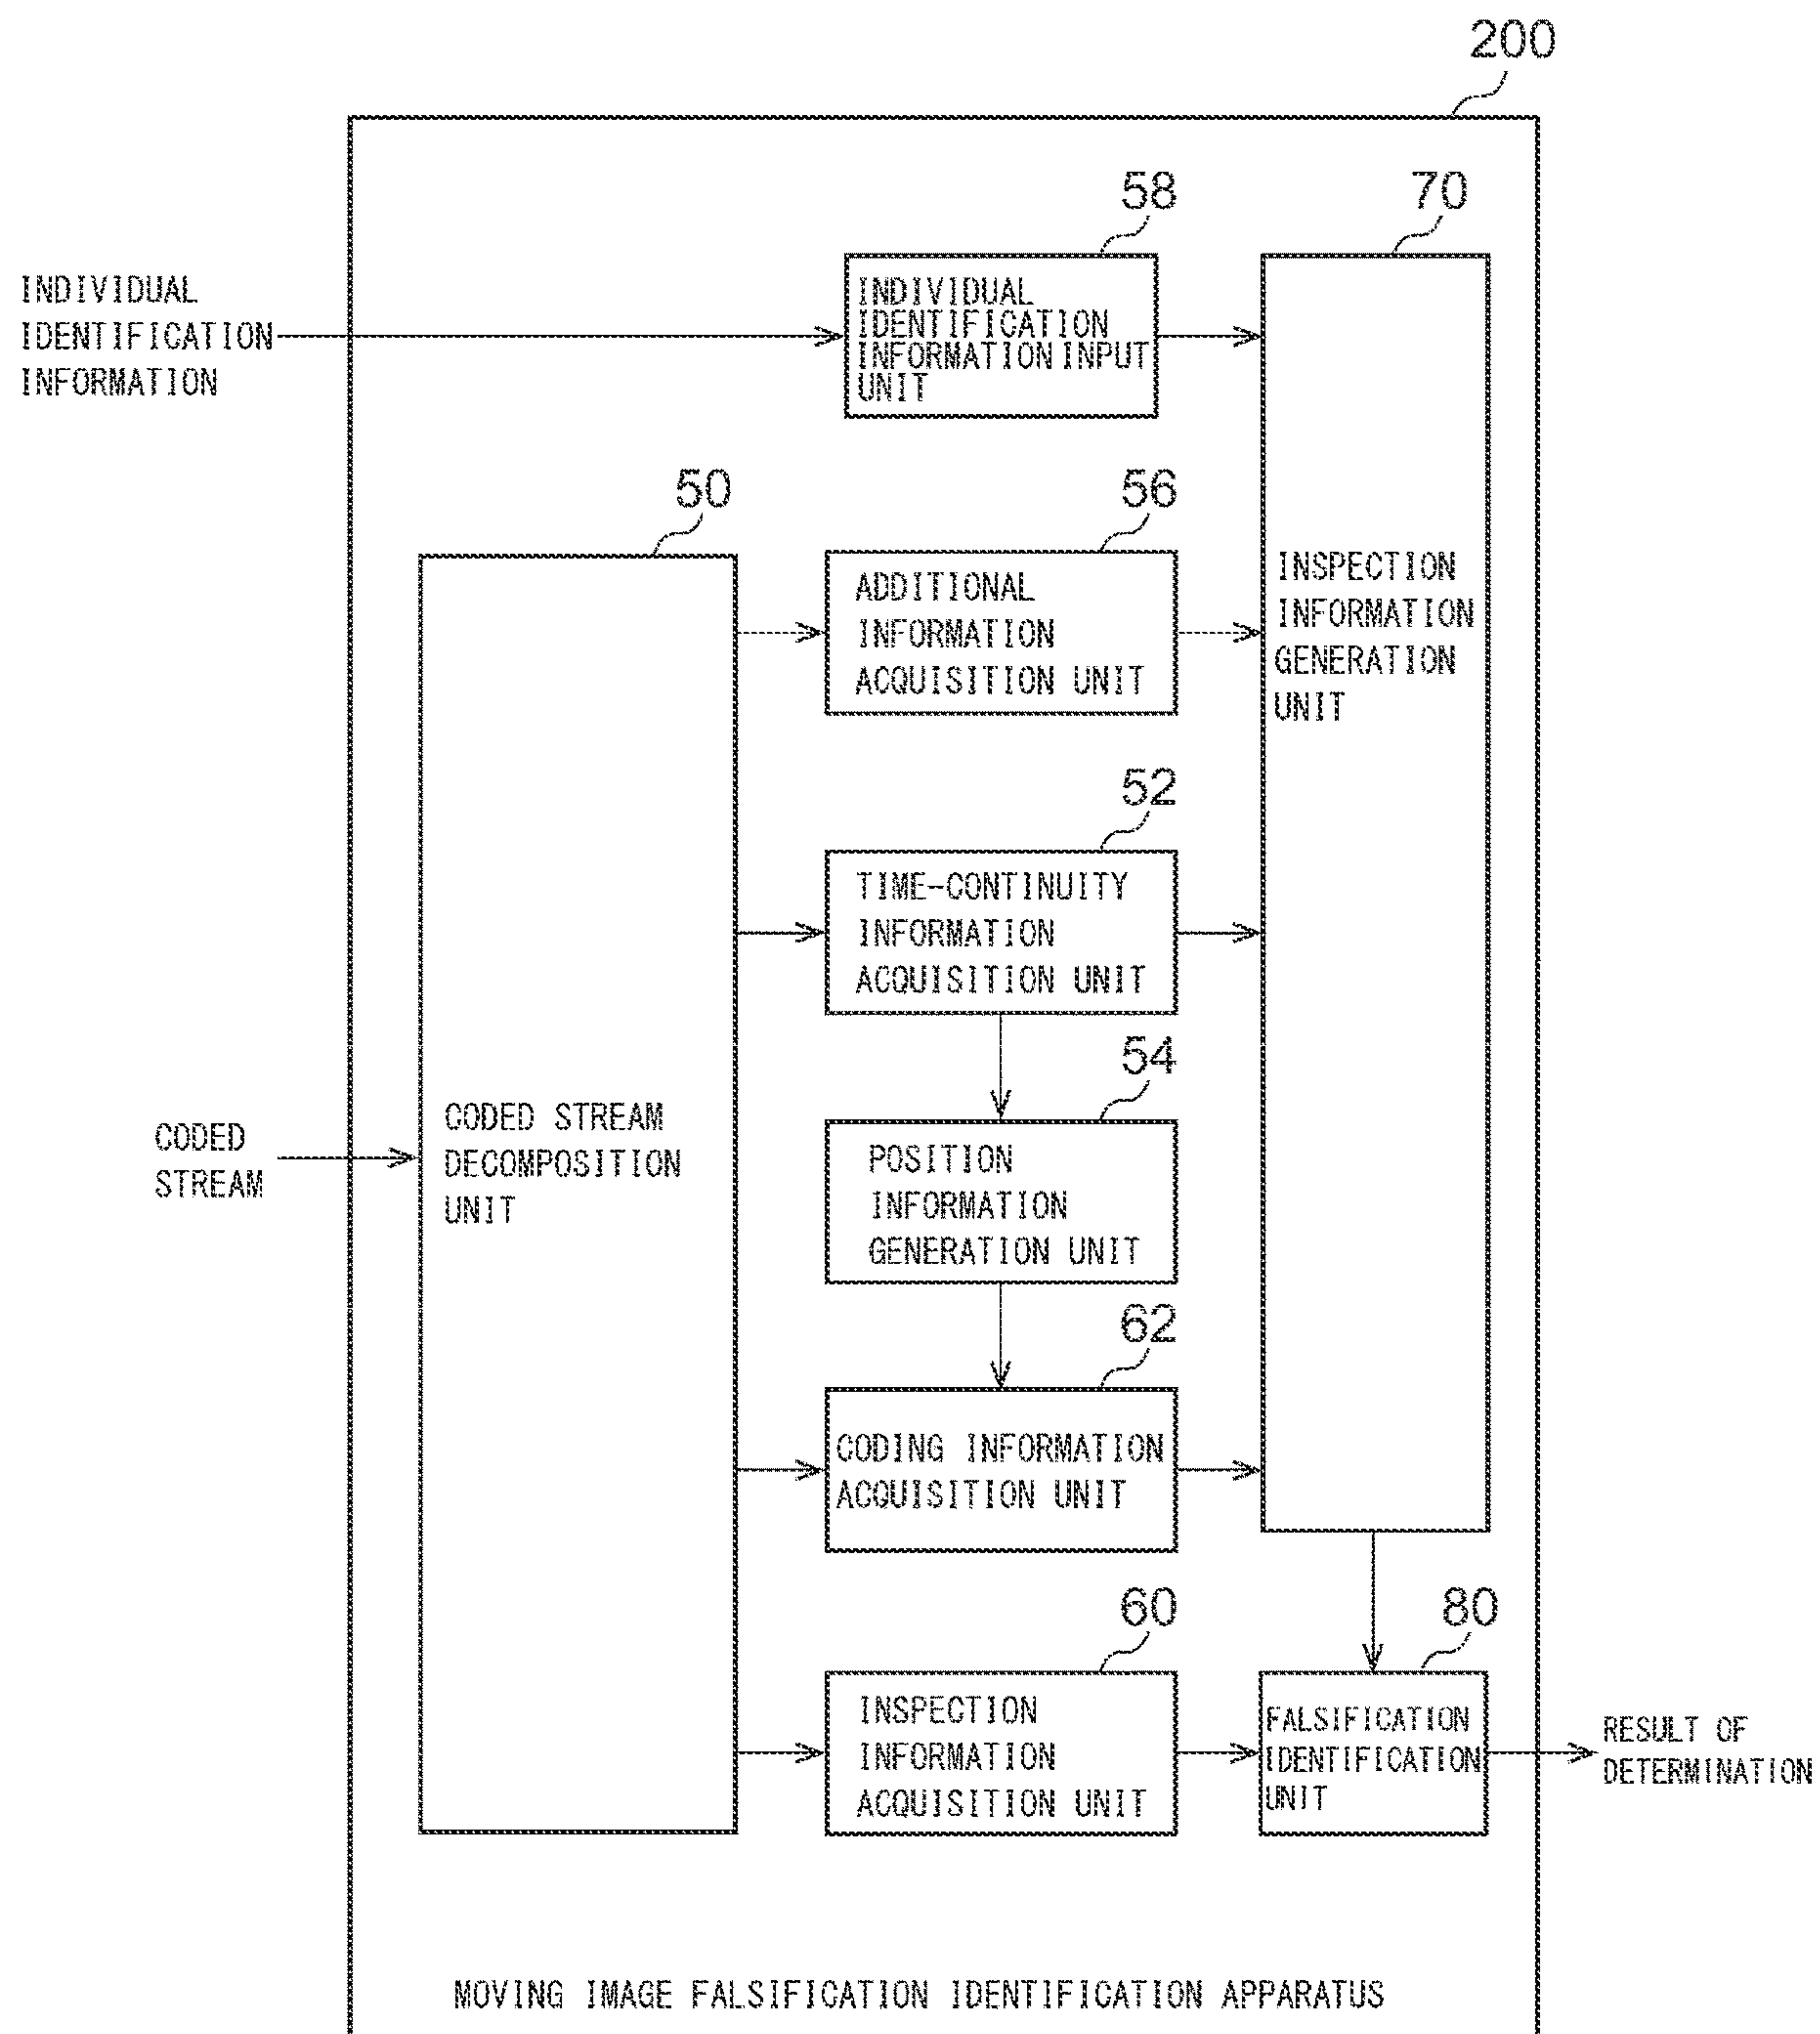 200
58
70
INDIVIDUAL
IDENTIFICATION
INFORMATION
INDIVIDUAL
IDENTIFICATION
INFORMATION INPUT
UNIT
50
56
ADDITIONAL
INFORMATION
ACQUISITION UNIT
INSPECTION
INFORMATION
GENERATION
UNIT
52
TIME-CONTINUITY
INFORMATION
ACQUISITION UNIT
54
CODED
STREAM
CODED STREAM
DECOMPOSITION
UNIT
POSITION
INFORMATION
GENERATION UNIT
62
CODING INFORMATION
ACQUISITION UNIT
60
80
INSPECTION
INFORMATION
ACQUISITION UNIT
FALSIFICATION
IDENTIFICATION
UNIT
RESULT OF
DETERMINATION
MOVING IMAGE FALSIFICATION IDENTIFICATION APPARATUS